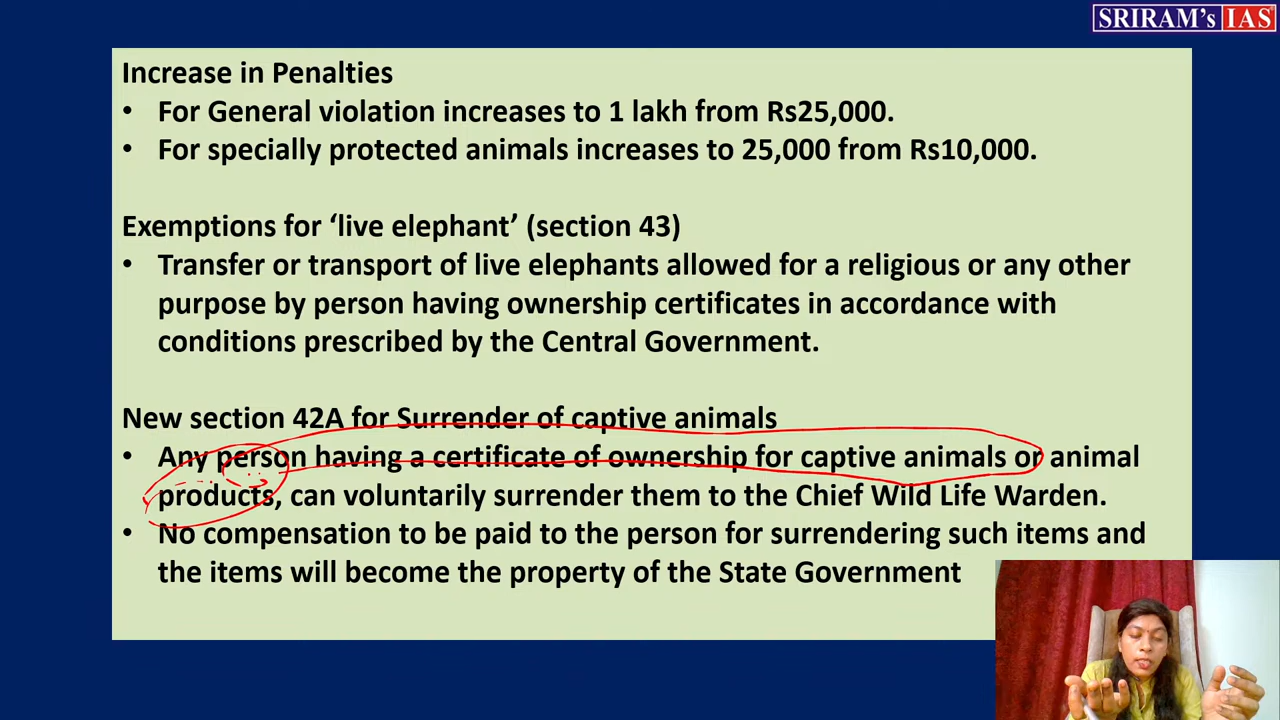 SRIRAM's IAS
Increase in Penalties
• For General violation increases to 1 lakh from Rs25,000.
• For specially protected animals increases to 25,000 from Rs10,000.
Exemptions for ‘live elephant’ (section 43)
• Transfer or transport of live elephants allowed for a religious or any other
purpose by person having ownership certificates in accordance with
conditions prescribed by the Central Government.
New section 42A for Surrender of captive animals
• Any person having a certificate of ownership for captive animals or animal
products, can voluntarily surrender them to the Chief Wild Life Warden.
• No compensation to be paid to the person for surrendering such items and
the items will become the property of the State Government